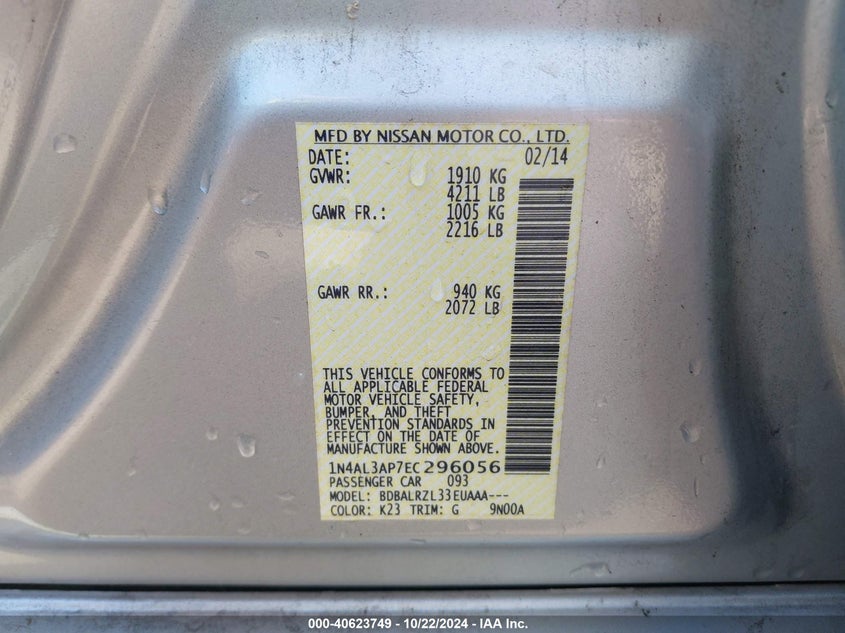 MFD BY NISSAN MOTOR CO., LTD.
DATE: 02/14
GVWR: 1910 KG
4211 LB
GAWR FR.: 1005 KG
2216 LB
GAWR RR.: 940 KG
2072 LB
THIS VEHICLE CONFORMS TO
ALL APPLICABLE FEDERAL
MOTOR VEHICLE SAFETY,
BUMPER, AND THEFT
PREVENTION STANDARDS IN
EFFECT ON THE DATE OF
MANUFACTURE SHOWN ABOVE.
1N4AL3AP7EC296056
PASSENGER CAR 093
MODEL: BDBALRZL33EUAAA---
COLOR: K23 TRIM: G 9N00A
000-40623749 - 10/22/2024 - IAA Inc.